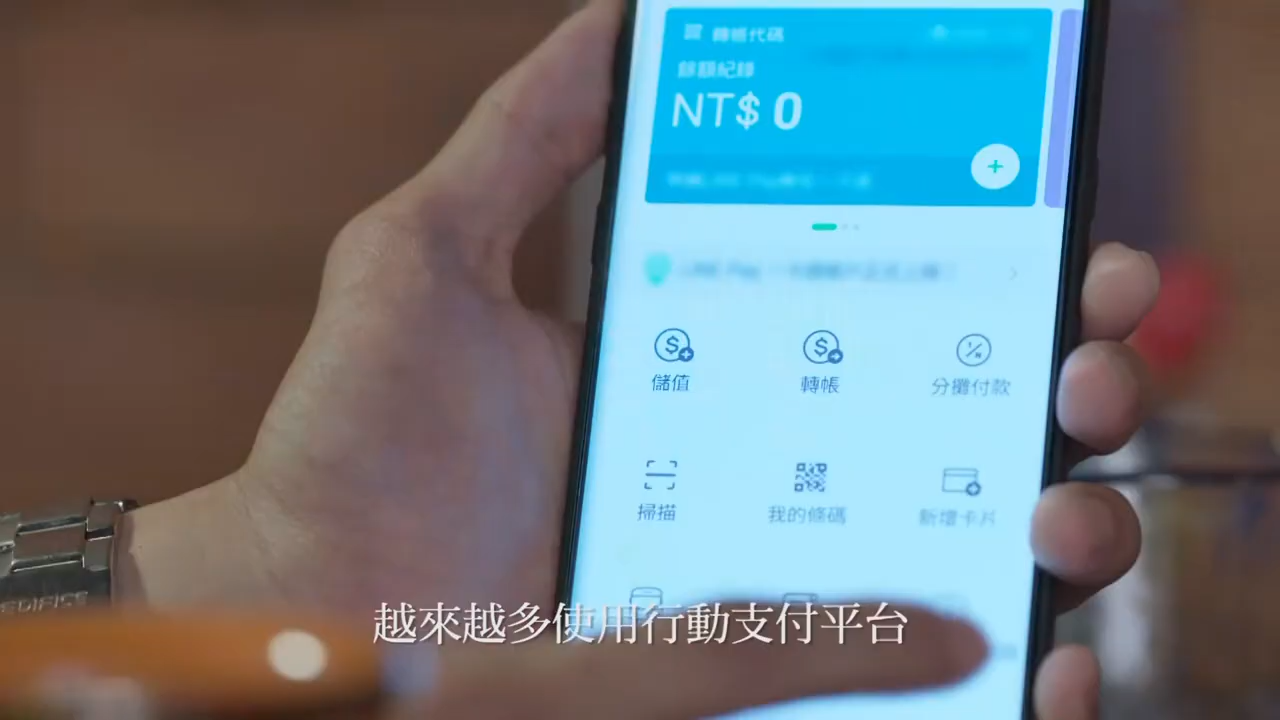 轉帳代碼
餘額紀錄
NT$ 0
儲值
轉帳
分攤付款
掃描
我的條碼
新增卡片
EDIFICE
越來越多使用行動支付平台